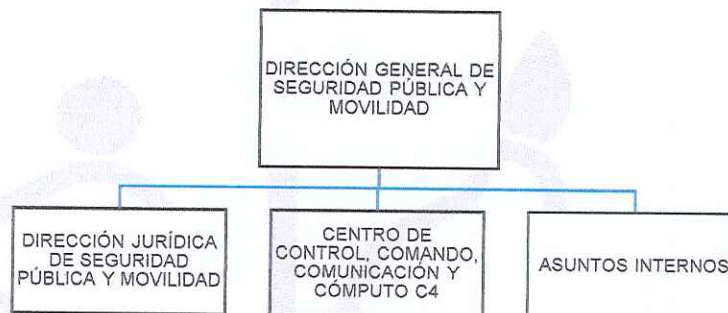 DIRECCIÓN GENERAL DE
SEGURIDAD PÚBLICA Y
MOVILIDAD
DIRECCIÓN JURÍDICA
DE SEGURIDAD
PÚBLICA Y MOVILIDAD
CENTRO DE
CONTROL, COMANDO,
COMUNICACIÓN Y
CÓMPUTO C4
ASUNTOS INTERNOS